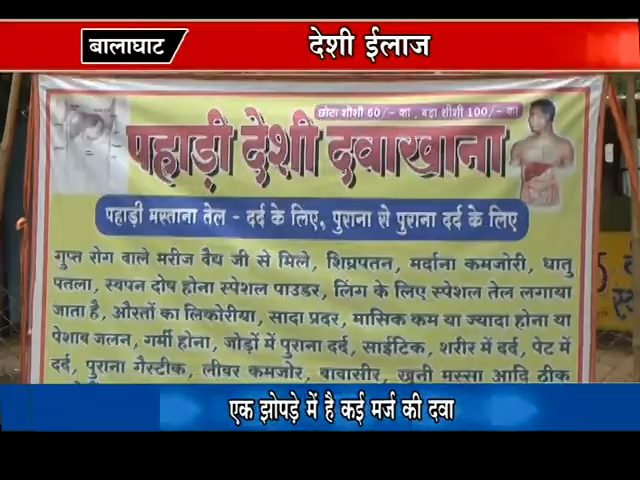 बालाघाट
देशी ईलाज
छोटा शीशी 60/- का , बड़ा शीशी 100/- का
पहाड़ी देशी दवाखाना
पहाड़ी मस्ताना तेल - दर्द के लिए, पुराना से पुराना दर्द के लिए
गुप्त रोग वाले मरीज वैद्य जी से मिले, शिघ्रपतन, मर्दाना कमजोरी, धातु
पतला, स्वपन दोष होना स्पेशल पाउडर, लिंग के लिए स्पेशल तेल लगाया
जाता है, औरतों का लिकोरीया, सादा प्रदर, मासिक कम या ज्यादा होना या
पेशाब जलन, गर्मी होना, जोड़ों में पुराना दर्द, साईटिक, शरीर में दर्द, पेट में
दर्द, पुराना गैस्टीक, लीवर कमजोर, बावासीर, खुनी मस्सा आदि ठीक
एक झोपड़े में है कई मर्ज की दवा